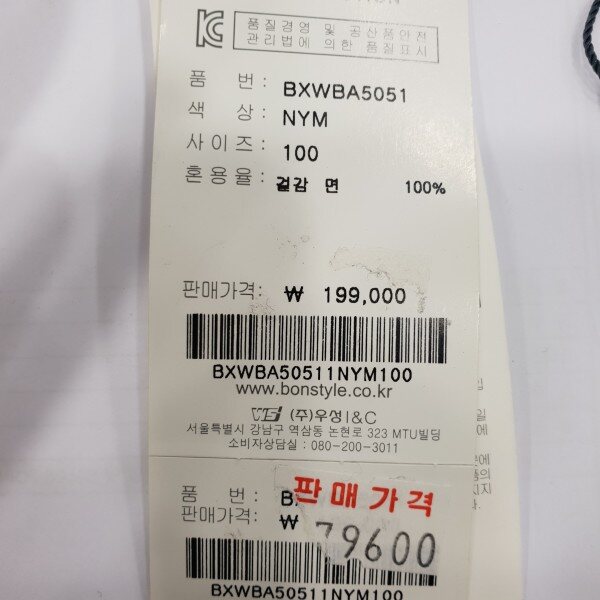 품질경영 및 공산품안전
관리법에 의한 품질표시
품 번: BXWBA5051
색 상: NYM
사이즈: 100
혼용율: 겉감 면 100%
판매가격: ₩ 199,000
BXWBA50511NYM100
www.bonstyle.co.kr
(주)우성I&C
서울특별시 강남구 역삼동 논현로 323 MTU빌딩
소비자상담실 : 080-200-3011
품 번: B
판매가격
판매가격: ₩ 79600
BXWBA50511NYM100